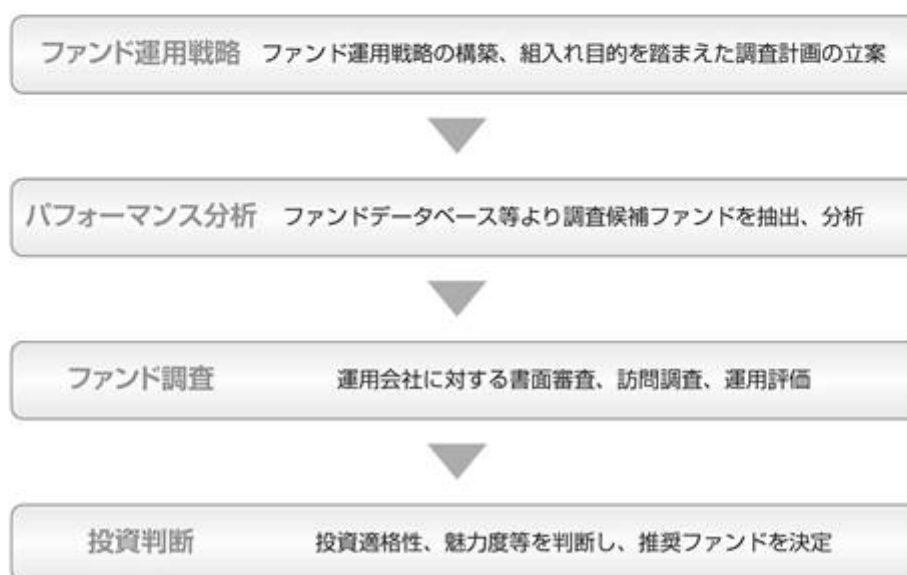 ファンド運用戦略 ファンド運用戦略の構築、組入れ目的を踏まえた調査計画の立案
パフォーマンス分析 ファンドデータベース等より調査候補ファンドを抽出、分析
ファンド調査 運用会社に対する書面審査、訪問調査、運用評価
投資判断 投資適格性、魅力度等を判断し、推奨ファンドを決定